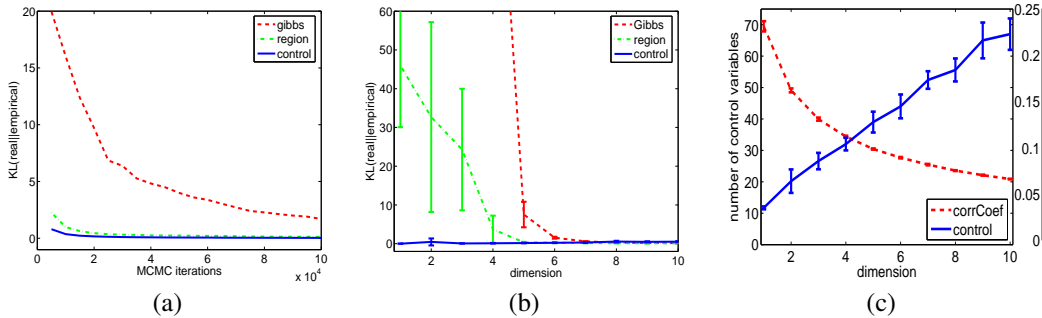 20
15
10
5
0
KL(real||empirical)
0
2
4
6
8
10
MCMC iterations
x 10
4
gibbs
region
control
(a)
60
50
40
30
20
10
0
KL(real||empirical)
2
4
6
8
10
dimension
Gibbs
region
control
(b)
70
60
50
40
30
20
10
0
number of control variables
2
4
6
8
10
dimension
0.25
0.2
0.15
0.1
0.05
0
corrCoef
control
(c)